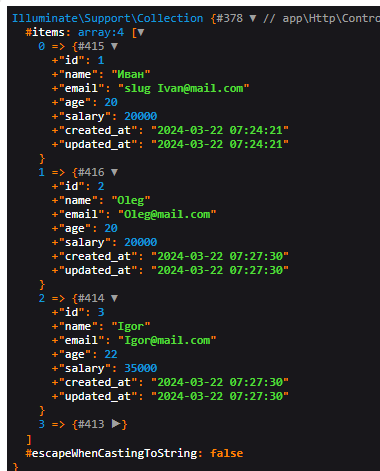 Illuminate\Support\Collection {#378 ▼ // app\Http\Contro
#items: array:4 [▼
0 => {#415 ▼
+"id": 1
+"name": "Иван"
+"email": "slug Ivan@mail.com"
+"age": 20
+"salary": 20000
+"created_at": "2024-03-22 07:24:21"
+"updated_at": "2024-03-22 07:24:21"
}
1 => {#416 ▼
+"id": 2
+"name": "Oleg"
+"email": "Oleg@mail.com"
+"age": 20
+"salary": 20000
+"created_at": "2024-03-22 07:27:30"
+"updated_at": "2024-03-22 07:27:30"
}
2 => {#414 ▼
+"id": 3
+"name": "Igor"
+"email": "Igor@mail.com"
+"age": 22
+"salary": 35000
+"created_at": "2024-03-22 07:27:30"
+"updated_at": "2024-03-22 07:27:30"
}
3 => {#413 ▶}
]
#escapeWhenCastingToString: false
}